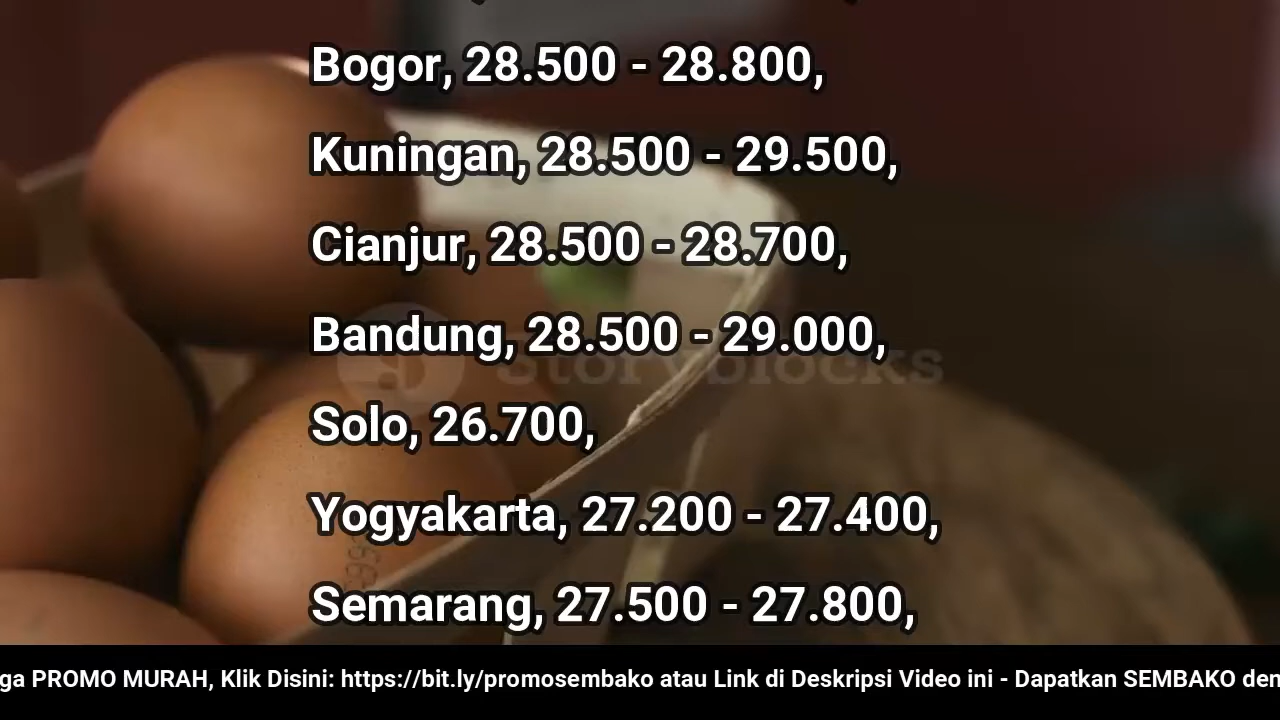 Bogor, 28.500 - 28.800,
Kuningan, 28.500 - 29.500,
Cianjur, 28.500 - 28.700,
Bandung, 28.500 - 29.000,
Storyblocks
Solo, 26.700,
Yogyakarta, 27.200 - 27.400,
Semarang, 27.500 - 27.800,
ga PROMO MURAH, Klik Disini: https://bit.ly/promosembako atau Link di Deskripsi Video ini - Dapatkan SEMBAKO den